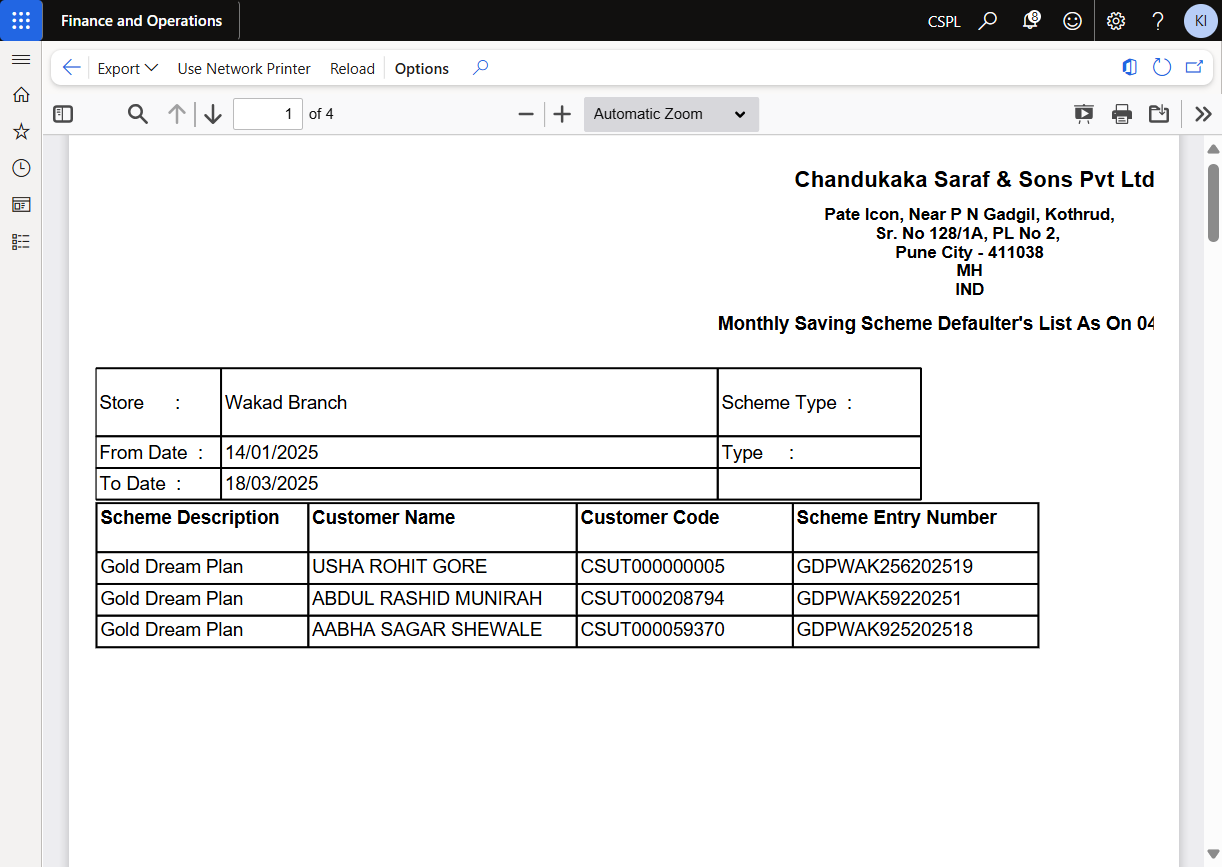 Finance and Operations
CSPL
8
KI
Export
Use Network Printer
Reload
Options
1 of 4
Automatic Zoom
Chandukaka Saraf & Sons Pvt Ltd
Pate Icon, Near P N Gadgil, Kothrud,
Sr. No 128/1A, PL No 2,
Pune City - 411038
MH
IND
Monthly Saving Scheme Defaulter's List As On 04
Store : Wakad Branch Scheme Type :
From Date : 14/01/2025 Type :
To Date : 18/03/2025
Scheme Description Customer Name Customer Code Scheme Entry Number
Gold Dream Plan USHA ROHIT GORE CSUT000000005 GDPWAK256202519
Gold Dream Plan ABDUL RASHID MUNIRAH CSUT000208794 GDPWAK59220251
Gold Dream Plan AABHA SAGAR SHEWALE CSUT000059370 GDPWAK925202518